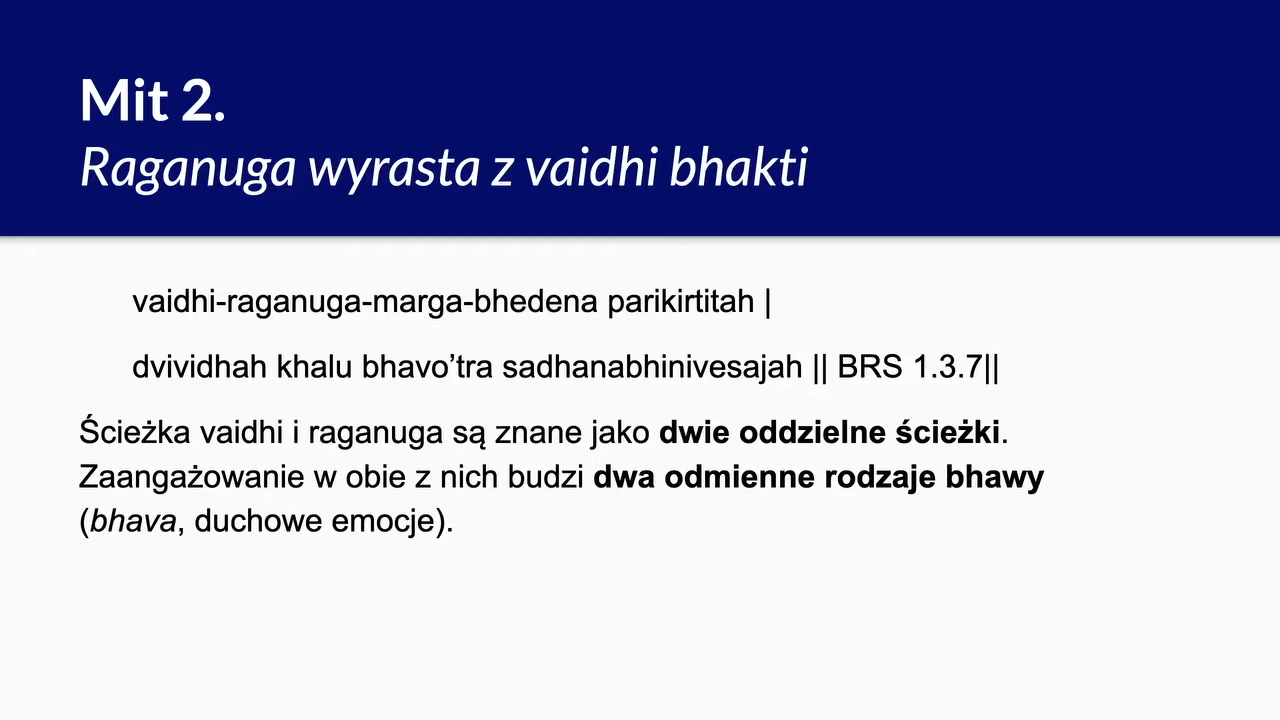 Mit 2.
Raganuga wyrasta z vaidhi bhakti
vaidhi-raganuga-marga-bhedena parikirtitah |
dvividhah khalu bhavo’tra sadhanabhinivesajah || BRS 1.3.7||
Ścieżka vaidhi i raganuga są znane jako dwie oddzielne ścieżki.
Zaangażowanie w obie z nich budzi dwa odmienne rodzaje bhawy
(bhava, duchowe emocje).